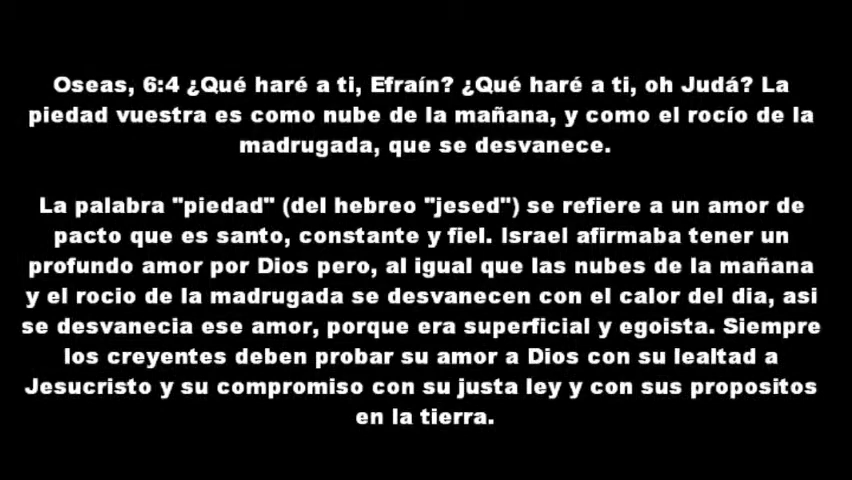 Oseas, 6:4 ¿Qué haré a ti, Efraín? ¿Qué haré a ti, oh Judá? La
piedad vuestra es como nube de la mañana, y como el rocío de la
madrugada, que se desvanece.
La palabra "piedad" (del hebreo "jesed") se refiere a un amor de
pacto que es santo, constante y fiel. Israel afirmaba tener un
profundo amor por Dios pero, al igual que las nubes de la mañana
y el rocio de la madrugada se desvanecen con el calor del dia, asi
se desvanecia ese amor, porque era superficial y egoista. Siempre
los creyentes deben probar su amor a Dios con su lealtad a
Jesucristo y su compromiso con su justa ley y con sus propositos
en la tierra.